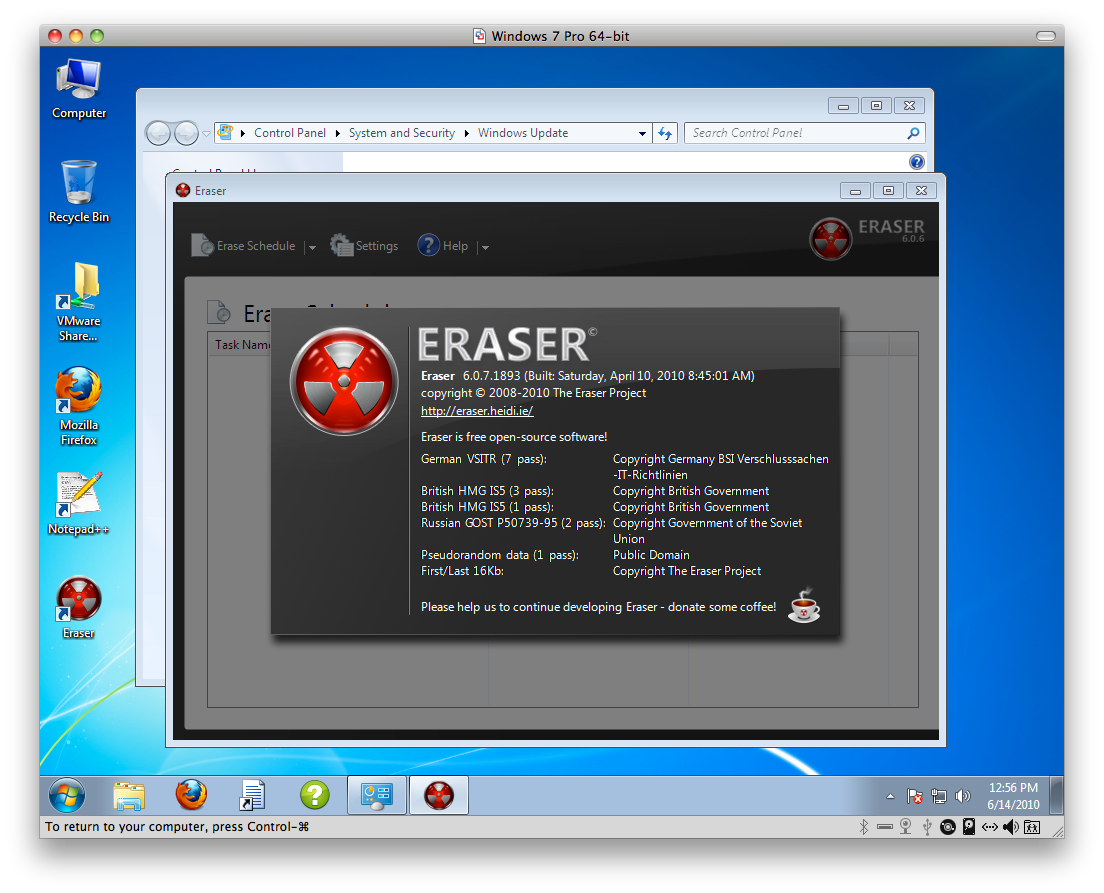 Windows 7 Pro 64-bit
Computer
Recycle Bin
VMware
Share...
Mozilla
Firefox
Notepad++
Eraser
Control Panel
System and Security
Windows Update
Search Control Panel
Eraser
Erase Schedule
Settings
Help
ERASER
6.0.6
Task Name
ERASER©
Eraser 6.0.7.1893 (Built: Saturday, April 10, 2010 8:45:01 AM)
copyright © 2008-2010 The Eraser Project
http://eraser.heidi.ie/
Eraser is free open-source software!
German VSITR (7 pass): Copyright Germany BSI Verschlusssachen
-IT-Richtlinien
British HMG IS5 (3 pass): Copyright British Government
British HMG IS5 (1 pass): Copyright British Government
Russian GOST P50739-95 (2 pass): Copyright Government of the Soviet
Union
Pseudorandom data (1 pass): Public Domain
First/Last 16Kb: Copyright The Eraser Project
Please help us to continue developing Eraser - donate some coffee!
12:56 PM
6/14/2010
To return to your computer, press Control-⌘